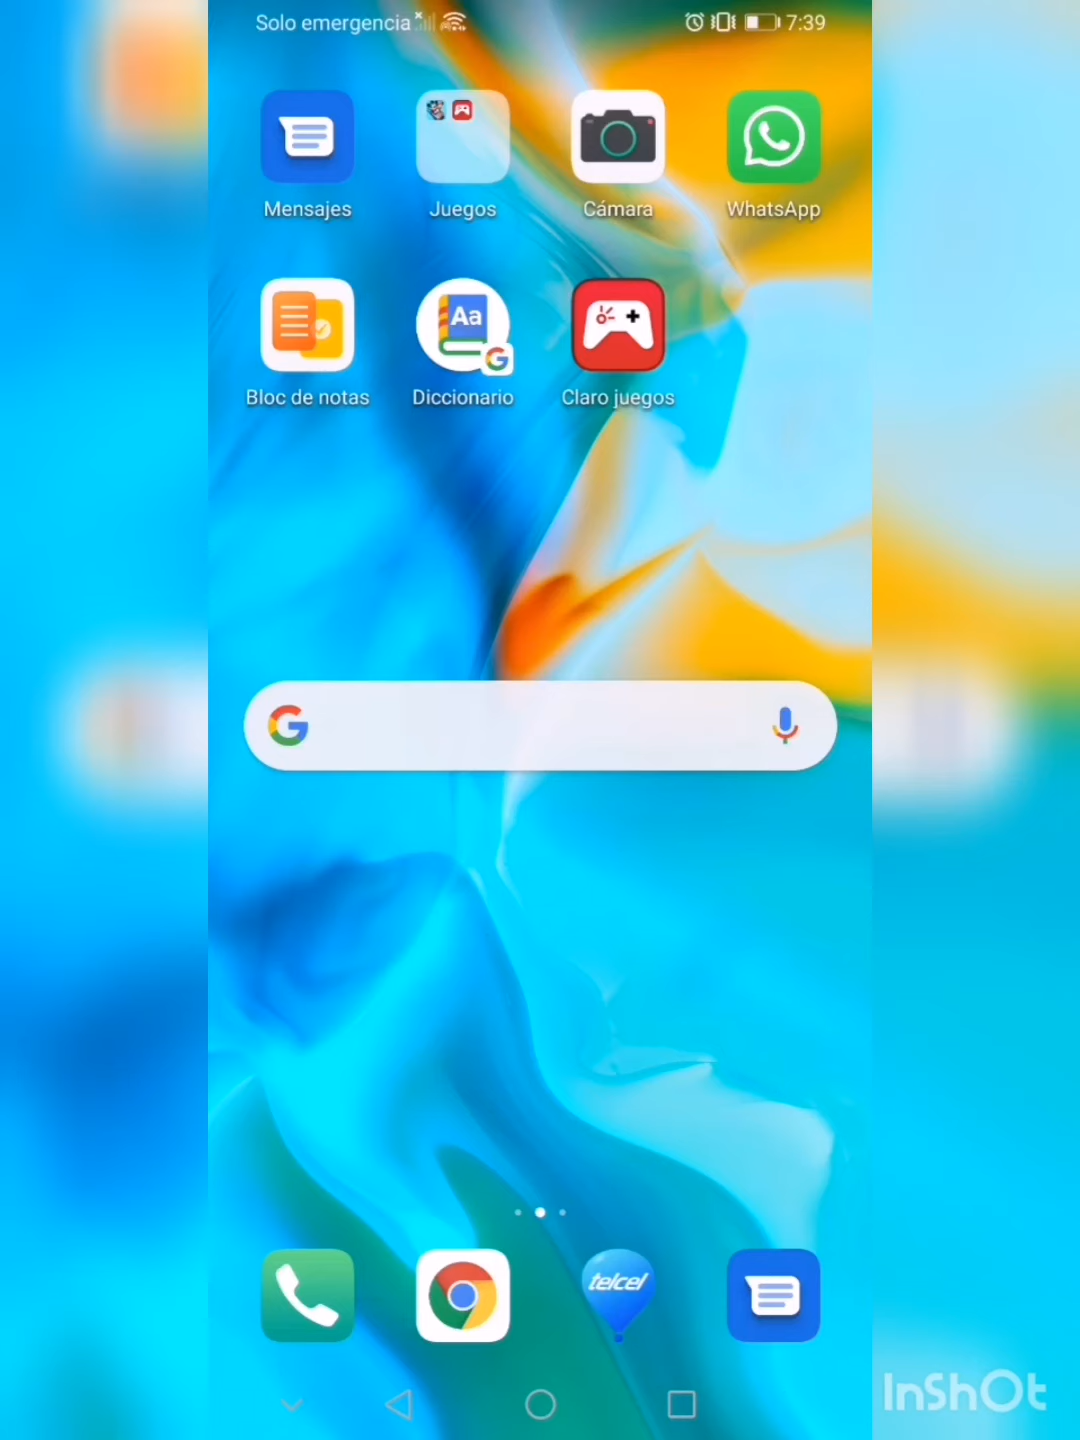 Solo emergencia
7:39
Mensajes
Juegos
Cámara
WhatsApp
Aa
Bloc de notas
Diccionario
Claro juegos
telcel
InShOt